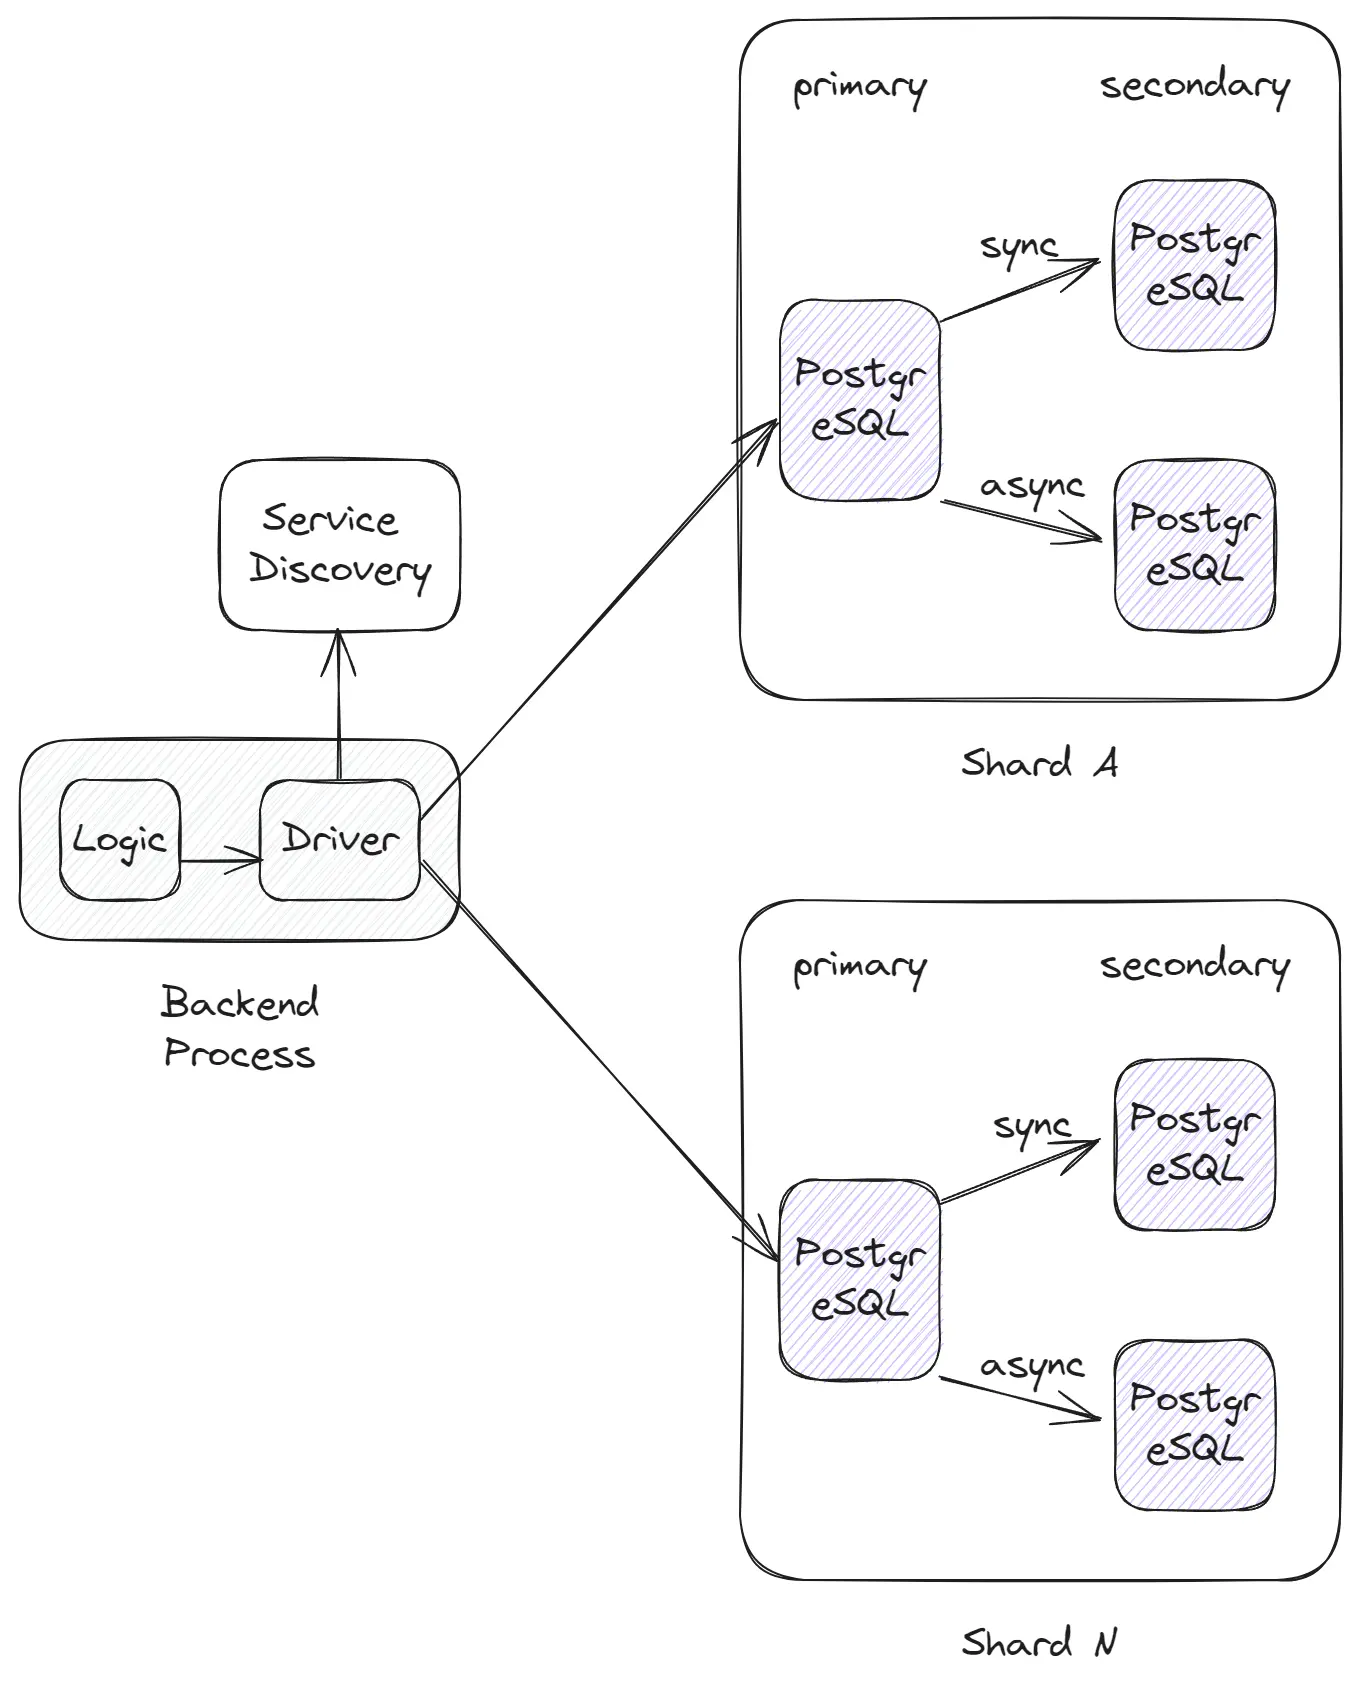 primary
secondary
sync
Postgr
eSQL
Postgr
eSQL
async
Postgr
eSQL
Shard A
Service
Discovery
Logic
Driver
Backend
Process
primary
secondary
sync
Postgr
eSQL
Postgr
eSQL
async
Postgr
eSQL
Shard N